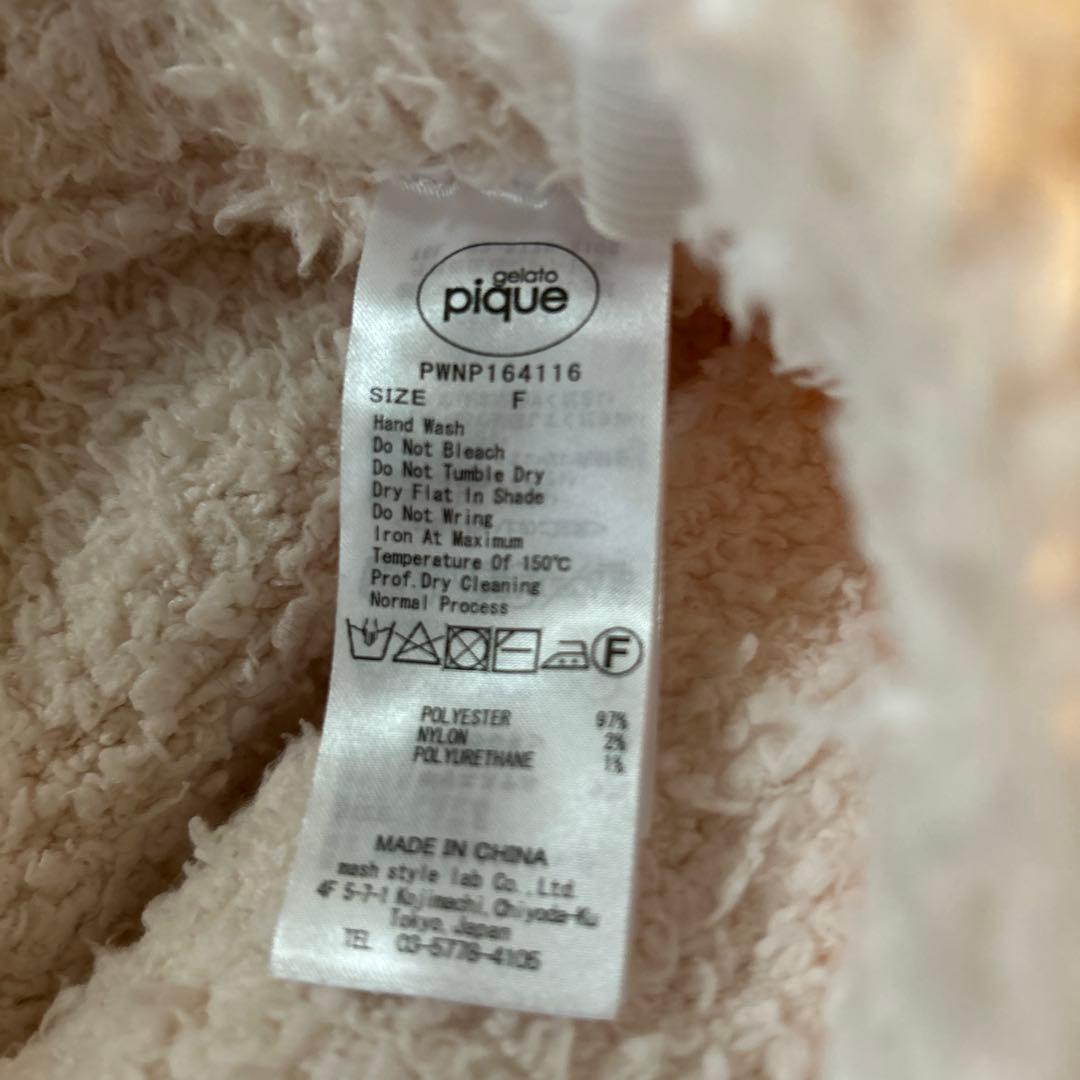 gelato
pique
PWNP164116
SIZE F
Hand Wash
Do Not Bleach
Do Not Tumble Dry
Dry Flat In Shade
Do Not Wring
Iron At Maximum
Temperature Of 150℃
Prof.Dry Cleaning
Normal Process
F
POLYESTER 97%
NYLON 2%
POLYURETHANE 1%
MADE IN CHINA
mash style lab Co.,Ltd.
4F 5-7-1 Kojimachi,Chiyoda-Ku
Tokyo,Japan
TEL 03-5778-4105